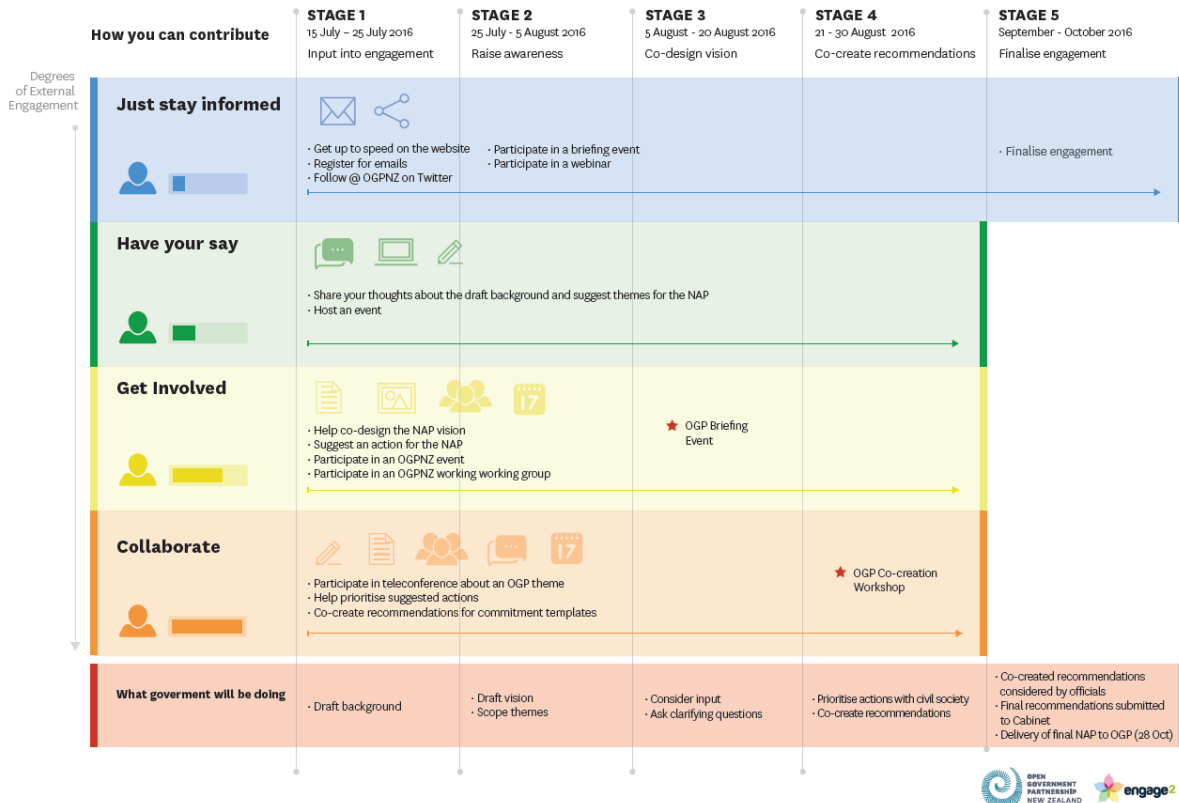 How you can contribute
STAGE 1
15 July – 25 July 2016
Input into engagement
STAGE 2
25 July - 5 August 2016
Raise awareness
STAGE 3
5 August - 20 August 2016
Co-design vision
STAGE 4
21 - 30 August 2016
Co-create recommendations
STAGE 5
September - October 2016
Finalise engagement
Degrees
of External
Engagement
Just stay informed
· Get up to speed on the website
· Register for emails
· Follow @ OGPNZ on Twitter
· Participate in a briefing event
· Participate in a webinar
· Finalise engagement
Have your say
· Share your thoughts about the draft background and suggest themes for the NAP
· Host an event
Get Involved
17
· Help co-design the NAP vision
· Suggest an action for the NAP
· Participate in an OGPNZ event
· Participate in an OGPNZ working working group
OGP Briefing
Event
Collaborate
17
· Participate in teleconference about an OGP theme
· Help prioritise suggested actions
· Co-create recommendations for commitment templates
OGP Co-creation
Workshop
What goverment will be doing
· Draft background
· Draft vision
· Scope themes
· Consider input
· Ask clarifying questions
· Prioritise actions with civil society
· Co-create recommendations
· Co-created recommendations
considered by officials
· Final recommendations submitted
to Cabinet
· Delivery of final NAP to OGP (28 Oct)
OPEN
GOVERNMENT
PARTNERSHIP
NEW ZEALAND
engage2